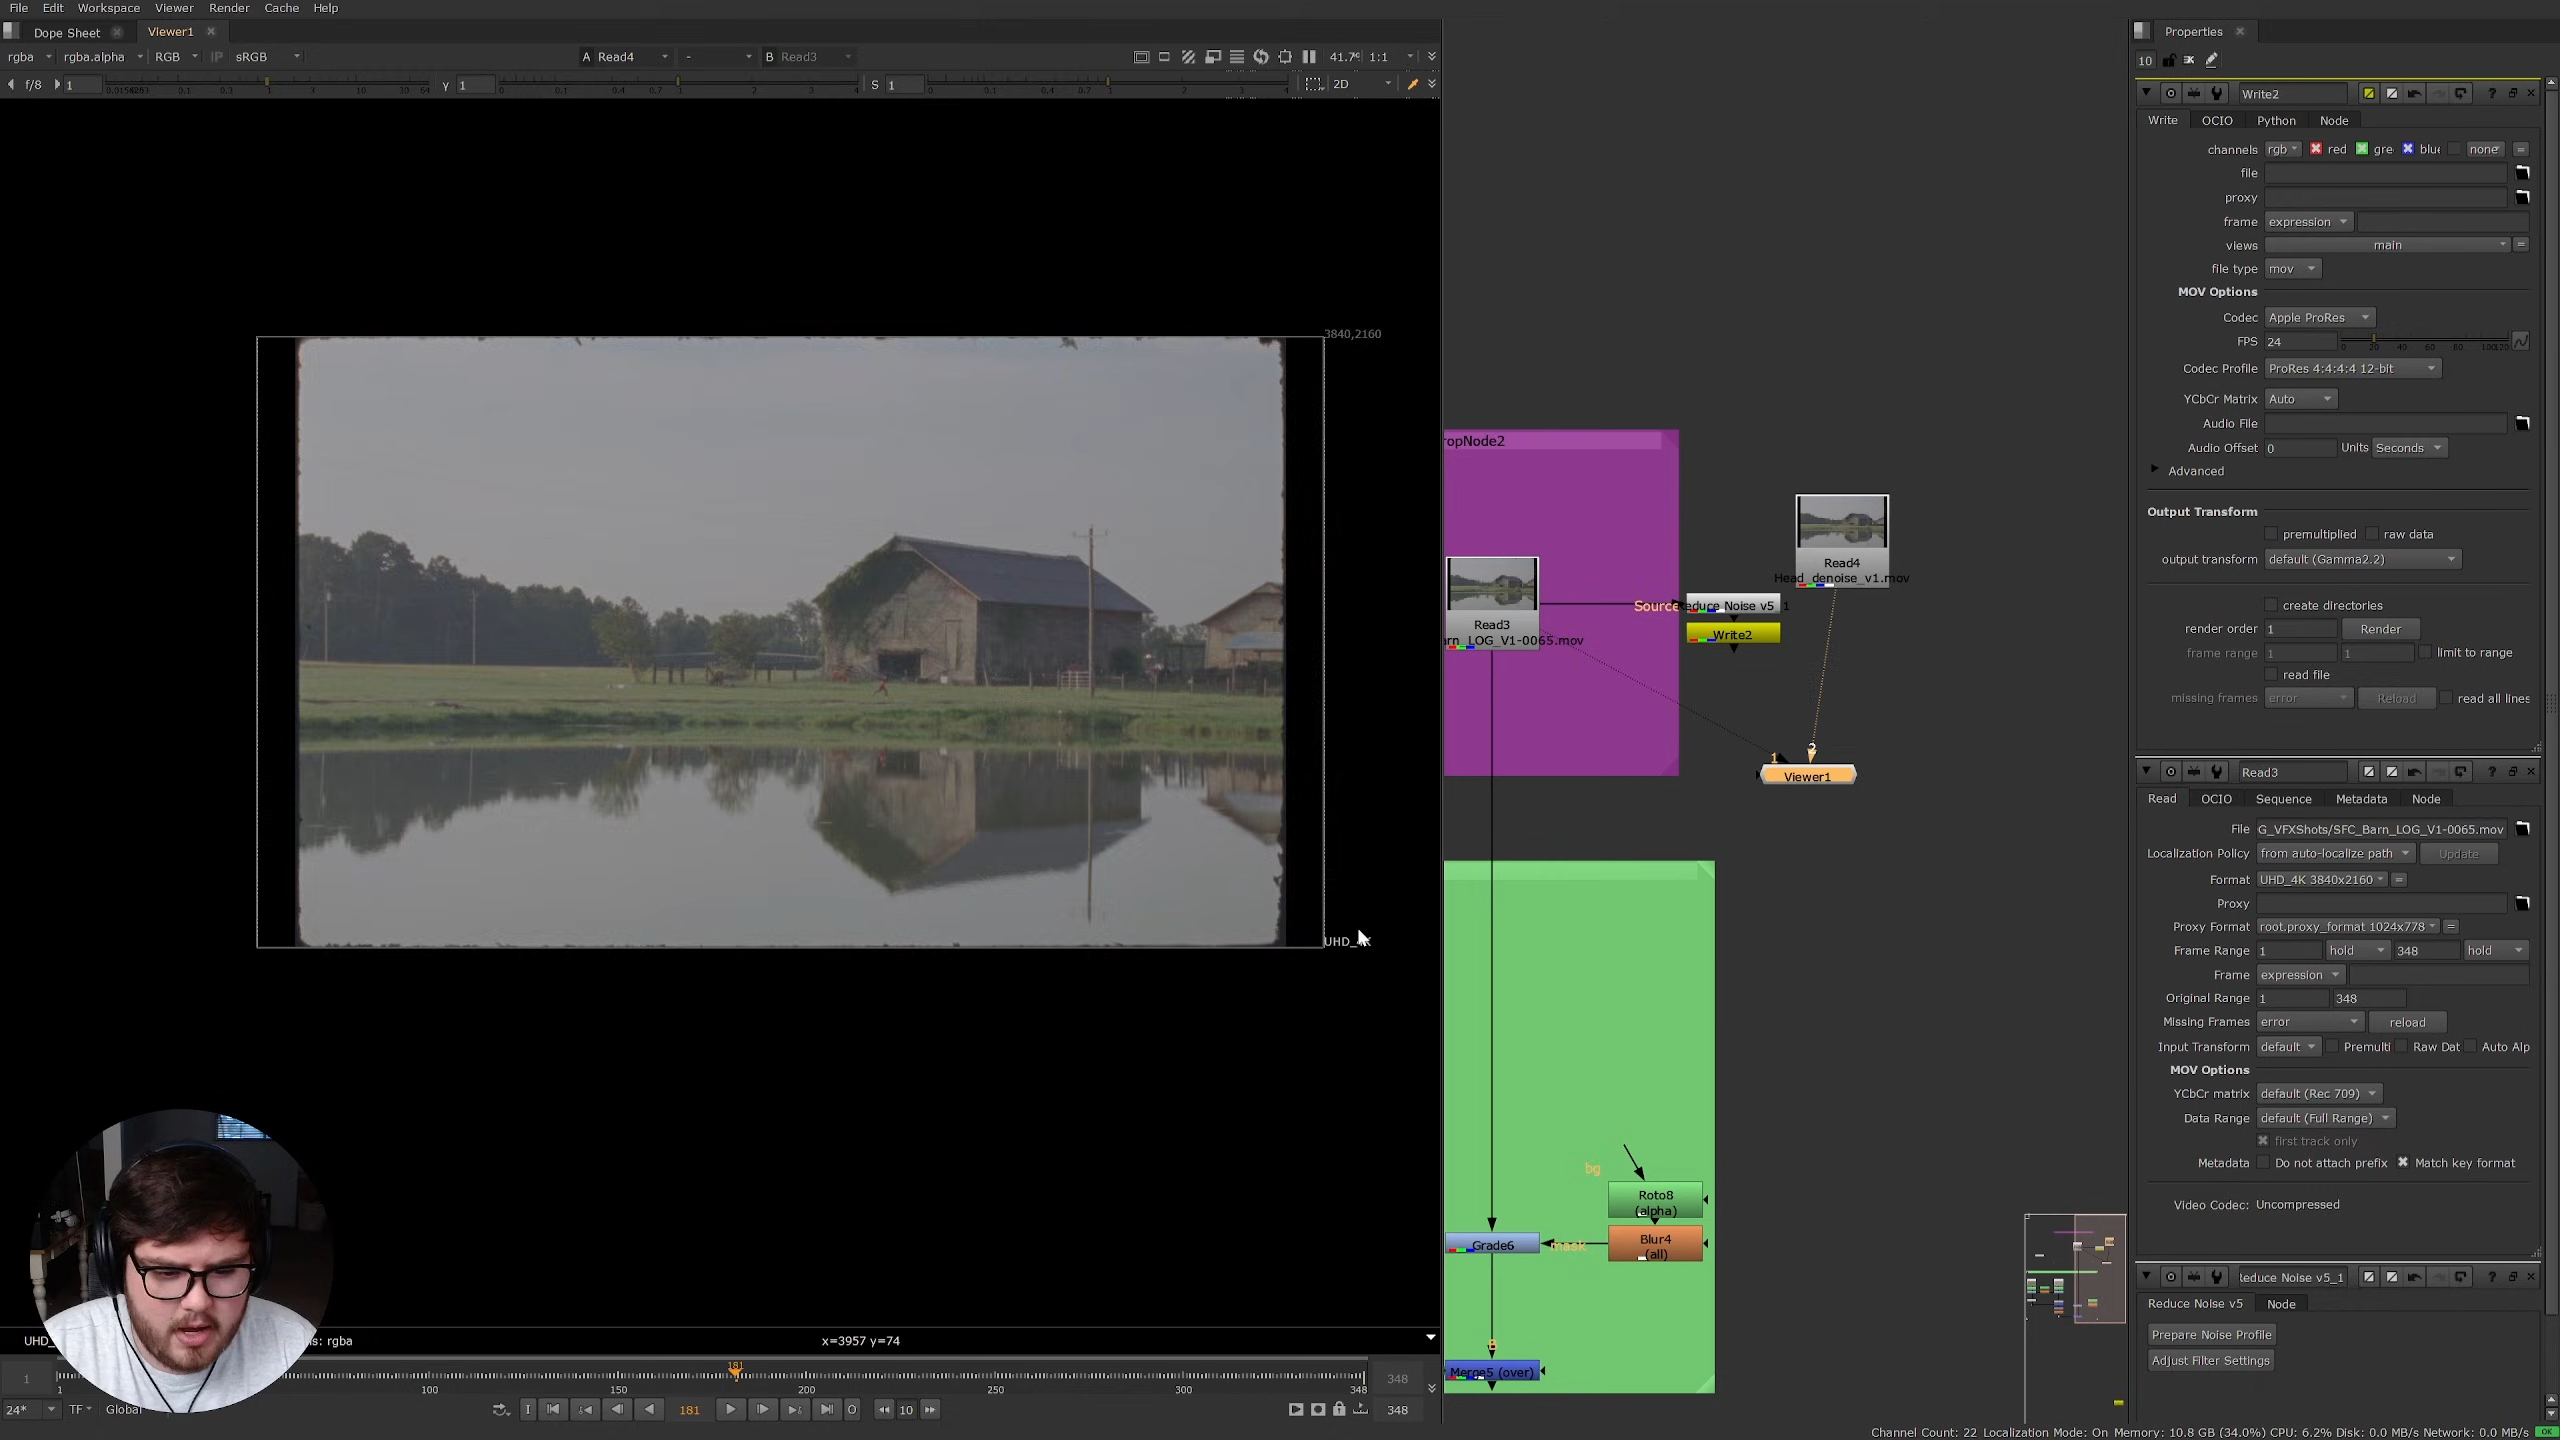 File Edit Workspace Viewer Render Cache Help
Dope Sheet Viewer1
rgba rgba.alpha RGB IP sRGB A Read4 - B Read3 41.7% 1:1
f/8 1 Y 1 S 1 2D
3840,2160
UHD_4K
x=3957 y=74
1 100 150 200 250 300 348 348
181
24* TF Global 181 10 348
opNode2
Read3
arn_LOG_V1-0065.mov
Source
educe Noise v5_1
Write2
Read4
Head_denoise_v1.mov
1 2
Viewer1
bg
Roto8
(alpha)
Blur4
(all)
mask
Grade6
B
Merge5 (over)
Properties
10
Write2
Write OCIO Python Node
channels rgb red gre blu none =
file
proxy
frame expression
views main =
file type mov
MOV Options
Codec Apple ProRes
FPS 24
Codec Profile ProRes 4:4:4:4 12-bit
YCbCr Matrix Auto
Audio File
Audio Offset 0 Units Seconds
Advanced
Output Transform
premultiplied raw data
output transform default (Gamma2.2)
create directories
render order 1 Render
frame range 1 1 limit to range
read file
missing frames error Reload read all lines
Read3
Read OCIO Sequence Metadata Node
File G_VFXShots/SFC_Barn_LOG_V1-0065.mov
Localization Policy from auto-localize path Update
Format UHD_4K 3840x2160 =
Proxy
Proxy Format root.proxy_format 1024x778 =
Frame Range 1 hold 348 hold
Frame expression
Original Range 1 348
Missing Frames error reload
Input Transform default Premulti Raw Dat Auto Alp
MOV Options
YCbCr matrix default (Rec 709)
Data Range default (Full Range)
first track only
Metadata Do not attach prefix Match key format
Video Codec: Uncompressed
educe Noise v5_1
Reduce Noise v5 Node
Prepare Noise Profile
Adjust Filter Settings
Channel Count: 22 Localization Mode: On Memory: 10.8 GB (34.0%) CPU: 6.2% Disk: 0.0 MB/s Network: 0.0 MB/s OK